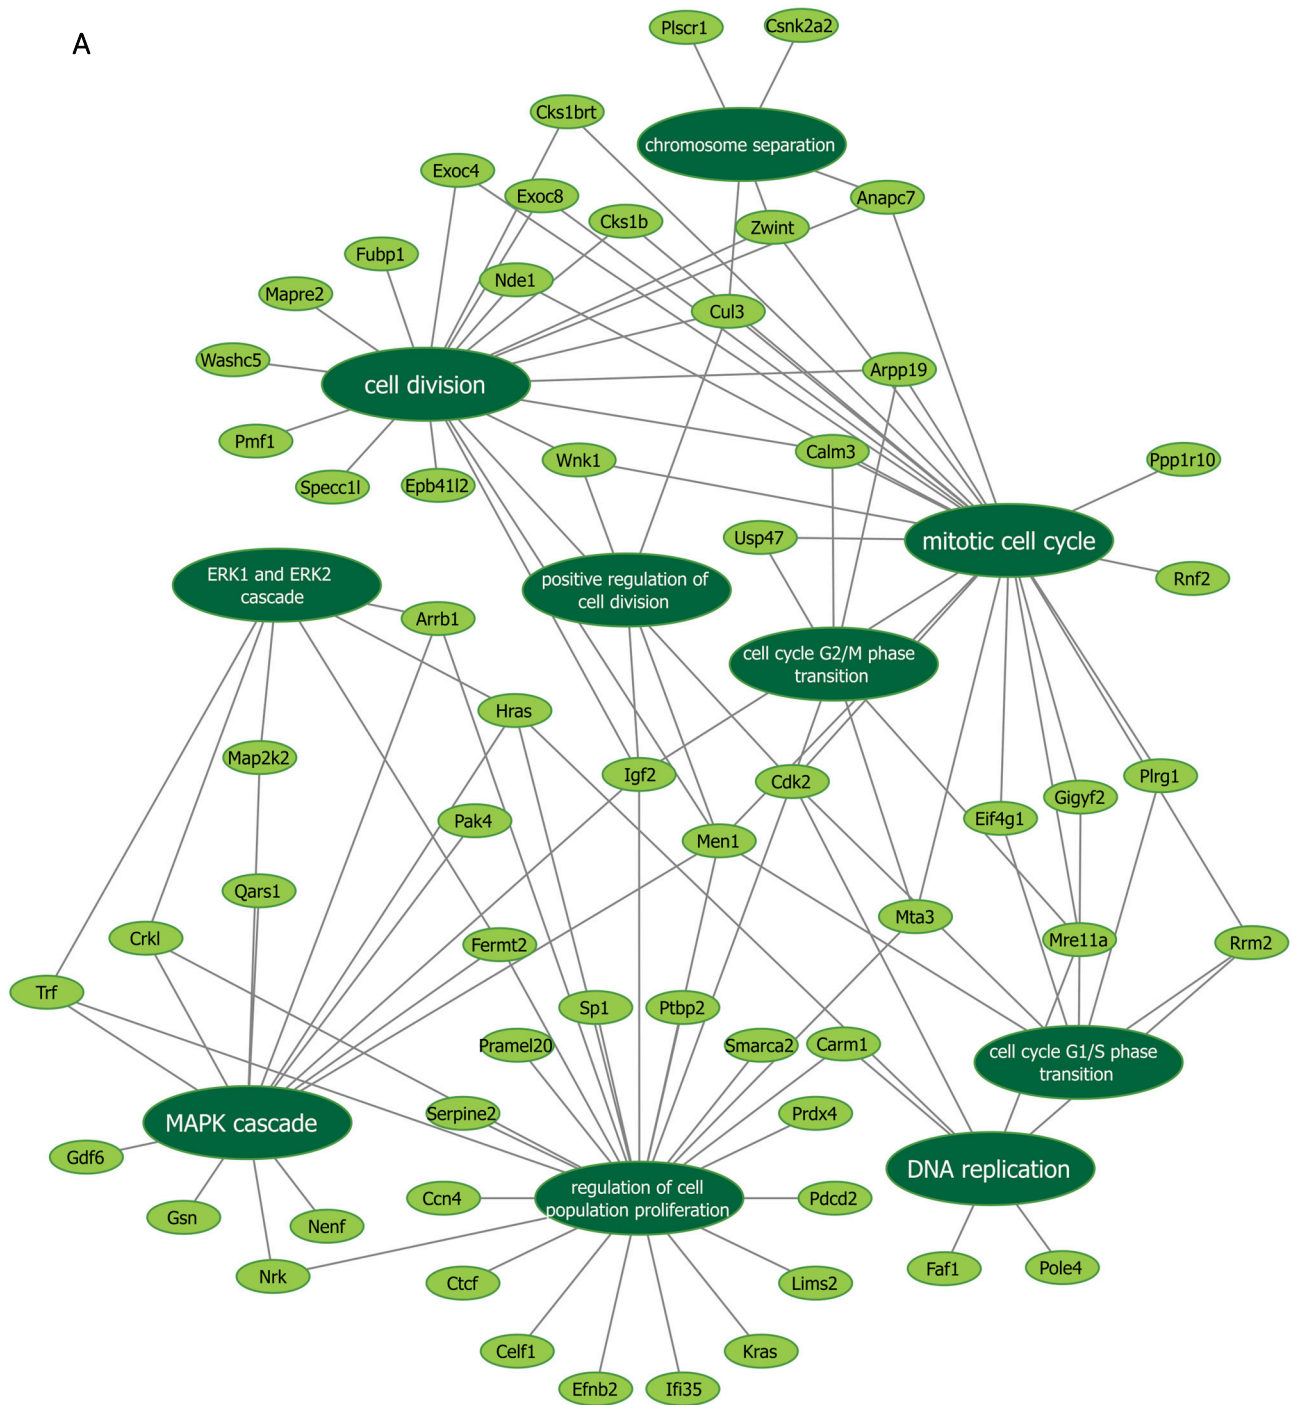 A
Plscr1
Csnk2a2
Cks1brt
chromosome separation
Exoc4
Exoc8
Anapc7
Cks1b
Zwint
Fubp1
Nde1
Mapre2
Cul3
Washc5
Arpp19
cell division
Pmf1
Wnk1
Calm3
Ppp1r10
Specc1l
Epb41l2
Usp47
mitotic cell cycle
Rnf2
ERK1 and ERK2
cascade
positive regulation of
cell division
Arrb1
cell cycle G2/M phase
transition
Hras
Map2k2
Igf2
Cdk2
Plrg1
Gigyf2
Pak4
Eif4g1
Men1
Qars1
Mta3
Crkl
Fermt2
Mre11a
Rrm2
Trf
Sp1
Ptbp2
Pramel20
Smarca2
Carm1
cell cycle G1/S phase
transition
Serpine2
Prdx4
MAPK cascade
Gdf6
DNA replication
regulation of cell
population proliferation
Ccn4
Pdcd2
Gsn
Nenf
Nrk
Ctcf
Lims2
Faf1
Pole4
Celf1
Kras
Efnb2
Ifi35